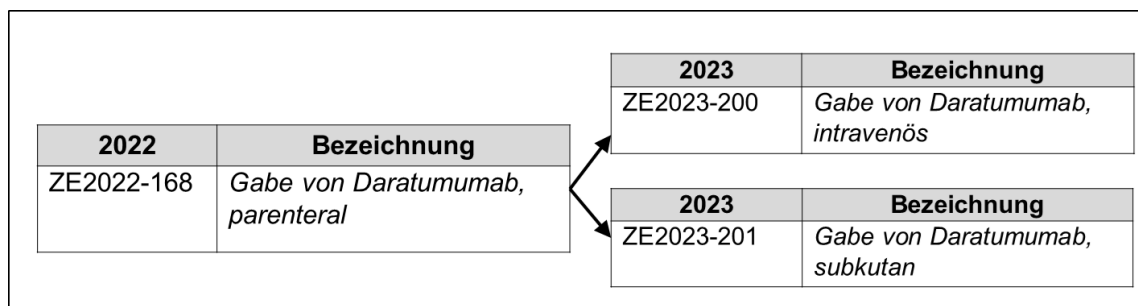 2022 Bezeichnung
ZE2022-168 Gabe von Daratumumab,
parenteral
2023 Bezeichnung
ZE2023-200 Gabe von Daratumumab,
intravenös
2023 Bezeichnung
ZE2023-201 Gabe von Daratumumab,
subkutan